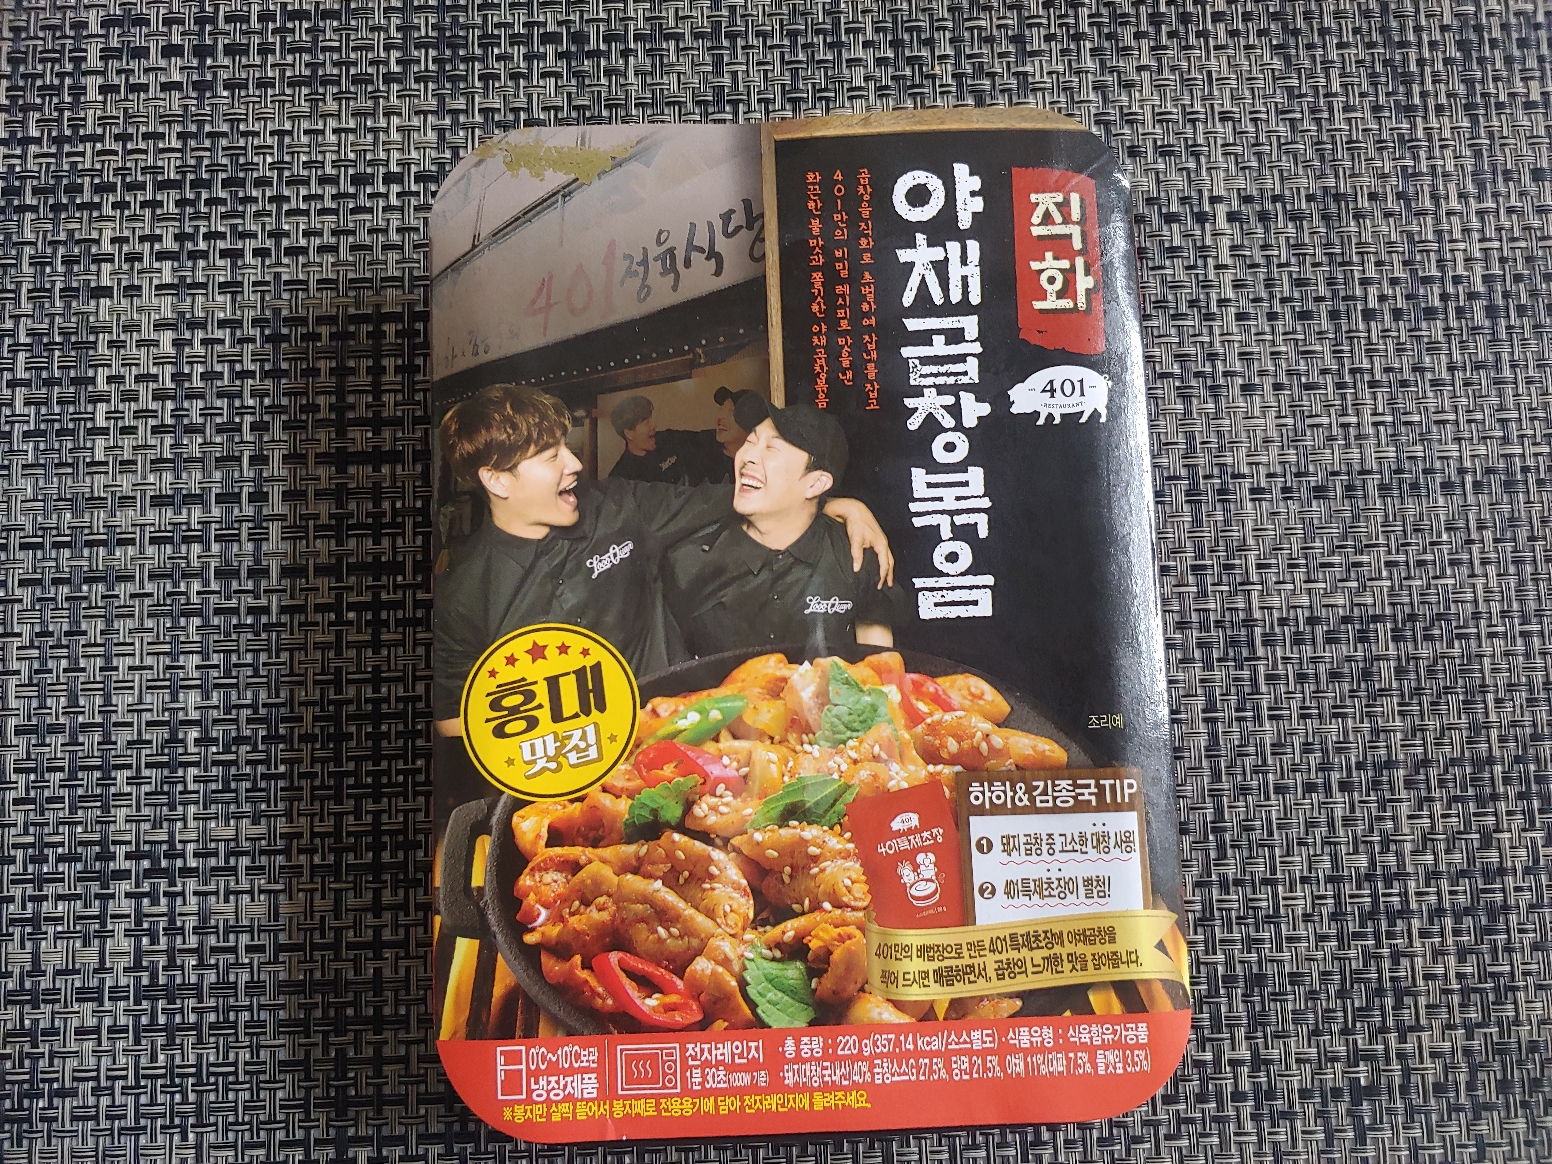 401정육식당
곱창을 직화로 초벌하여 잡내를 잡고
401만의 비밀 레시피로 맛을 낸
화끈한 불맛과 쫄깃한 야채곱창볶음
직화
야채곱창볶음
401
RESTAURANT
Loco Quan
Loco Quan
홍대
맛집
조리예
하하&김종국 TIP
1 돼지 곱창 중 고소한 대창 사용!
2 401특제초장이 별첨!
401
401특제초장
401만의 비법장으로 만든 401특제초장에 야채곱창을
찍어 드시면 매콤하면서, 곱창의 느끼한 맛을 잡아줍니다.
0℃~10℃보관
냉장제품
전자레인지
1분 30초(1000W 기준)
·총 중량 : 220 g(357.14 kcal/소스별도) ·식품유형 : 식육함유가공품
·돼지대창(국내산)40% 곱창소스G 27.5%, 당면 21.5%, 야채 11%(대파 7.5%, 들깻잎 3.5%)
※봉지만 살짝 뜯어서 봉지째로 전용용기에 담아 전자레인지에 돌려주세요.